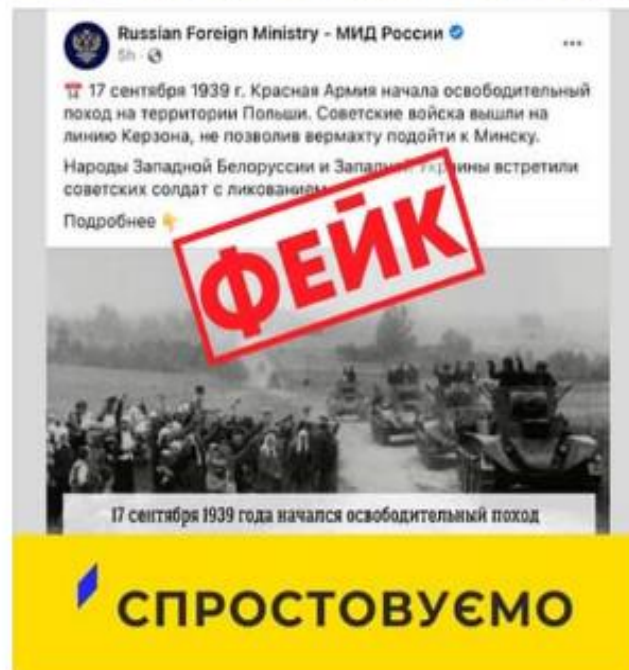 Russian Foreign Ministry - МИД России
5h
17 сентября 1939 г. Красная Армия начала освободительный
поход на территории Польши. Советские войска вышли на
линию Керзона, не позволив вермахту подойти к Минску.
Народы Западной Белоруссии и Западной Украины встретили
советских солдат с ликованием
Подробнее
ФЕЙК
17 сентября 1939 года начался освободительный поход
СПРОСТОВУЄМО